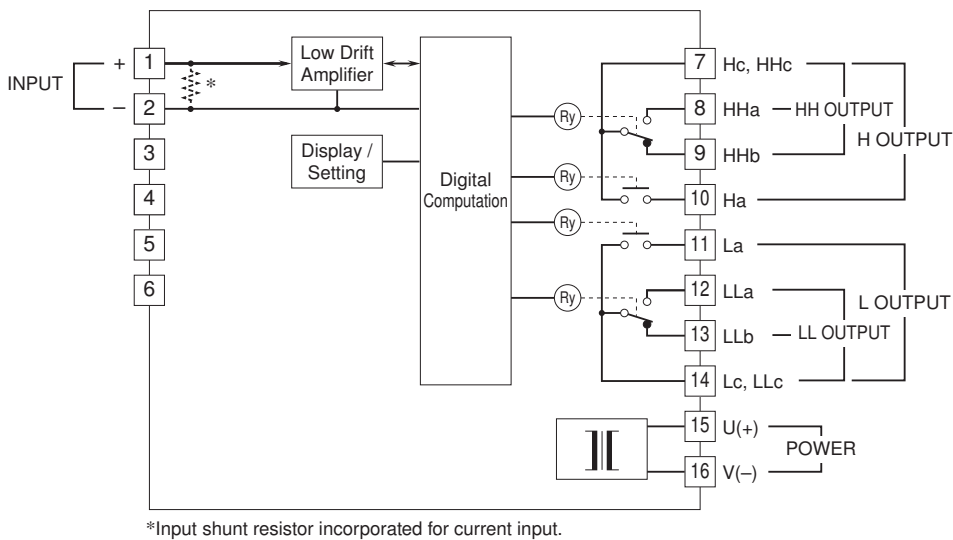 INPUT
+
–
1
2
3
4
5
6
*
Low Drift
Amplifier
Display /
Setting
Digital
Computation
Ry
Ry
Ry
Ry
7 Hc, HHc
8 HHa
HH OUTPUT
9 HHb
H OUTPUT
10 Ha
11 La
12 LLa
L OUTPUT
13 LLb
LL OUTPUT
14 Lc, LLc
15 U(+)
POWER
16 V(–)
*Input shunt resistor incorporated for current input.